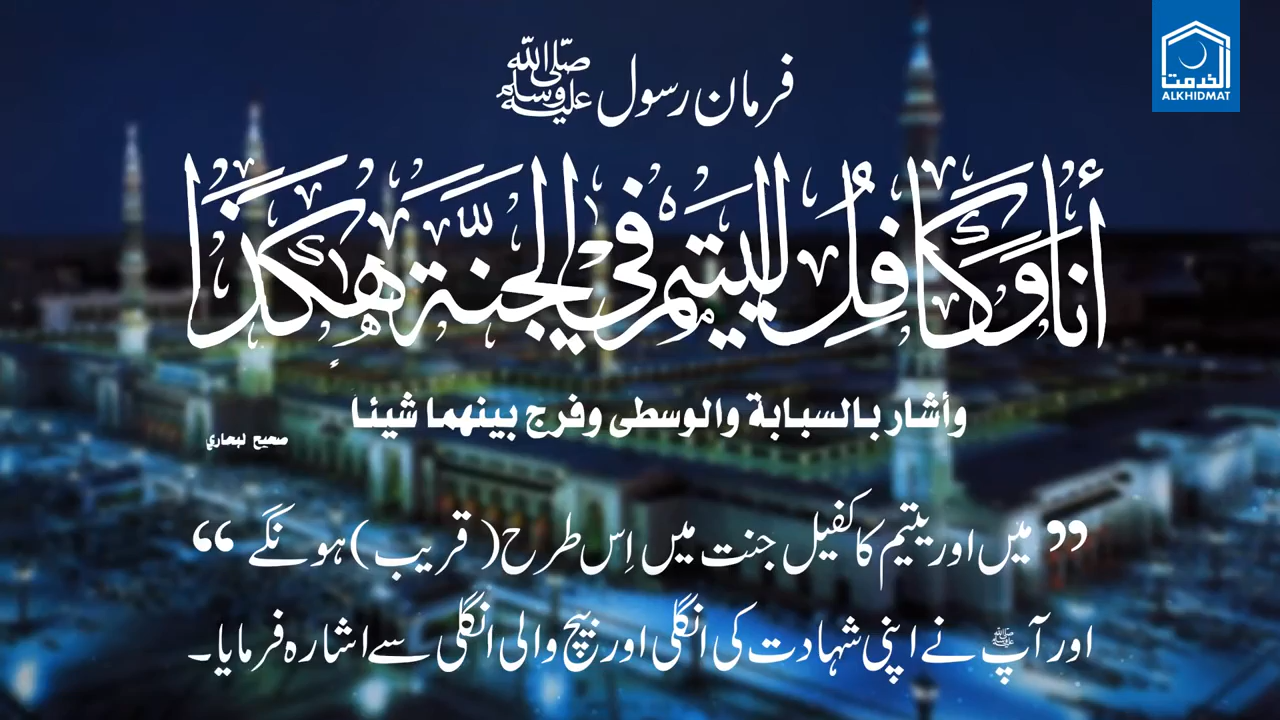 الخدمت
ALKHIDMAT
فرمان رسول ﷺ
أنا وكافل اليتيم في الجنّة هكذا
وأشار بالسبابة والوسطى وفرج بينهما شيئا
صحيح لبخاري
”میں اور یتیم کا کفیل جنت میں اِس طرح (قریب) ہونگے“
اور آپ ﷺ نے اپنی شہادت کی انگلی اور بیچ والی انگلی سے اشارہ فرمایا۔